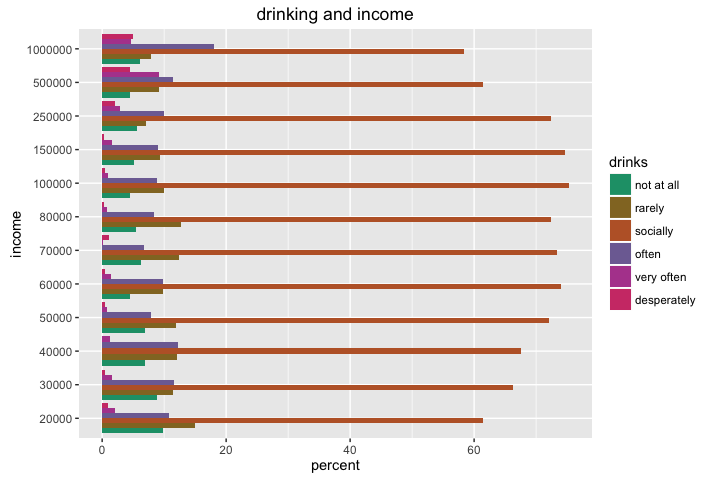 drinking and income
income
1000000
500000
250000
150000
100000
80000
70000
60000
50000
40000
30000
20000
0 20 40 60
percent
drinks
not at all
rarely
socially
often
very often
desperately